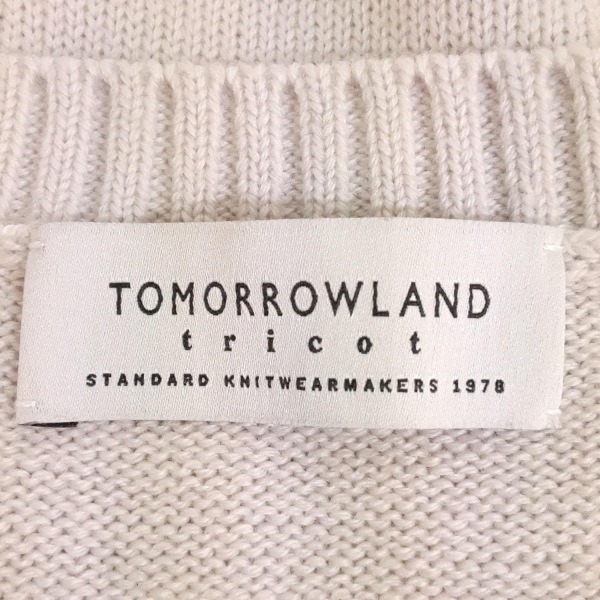 TOMORROWLAND
tricot
STANDARD KNITWEARMAKERS 1978